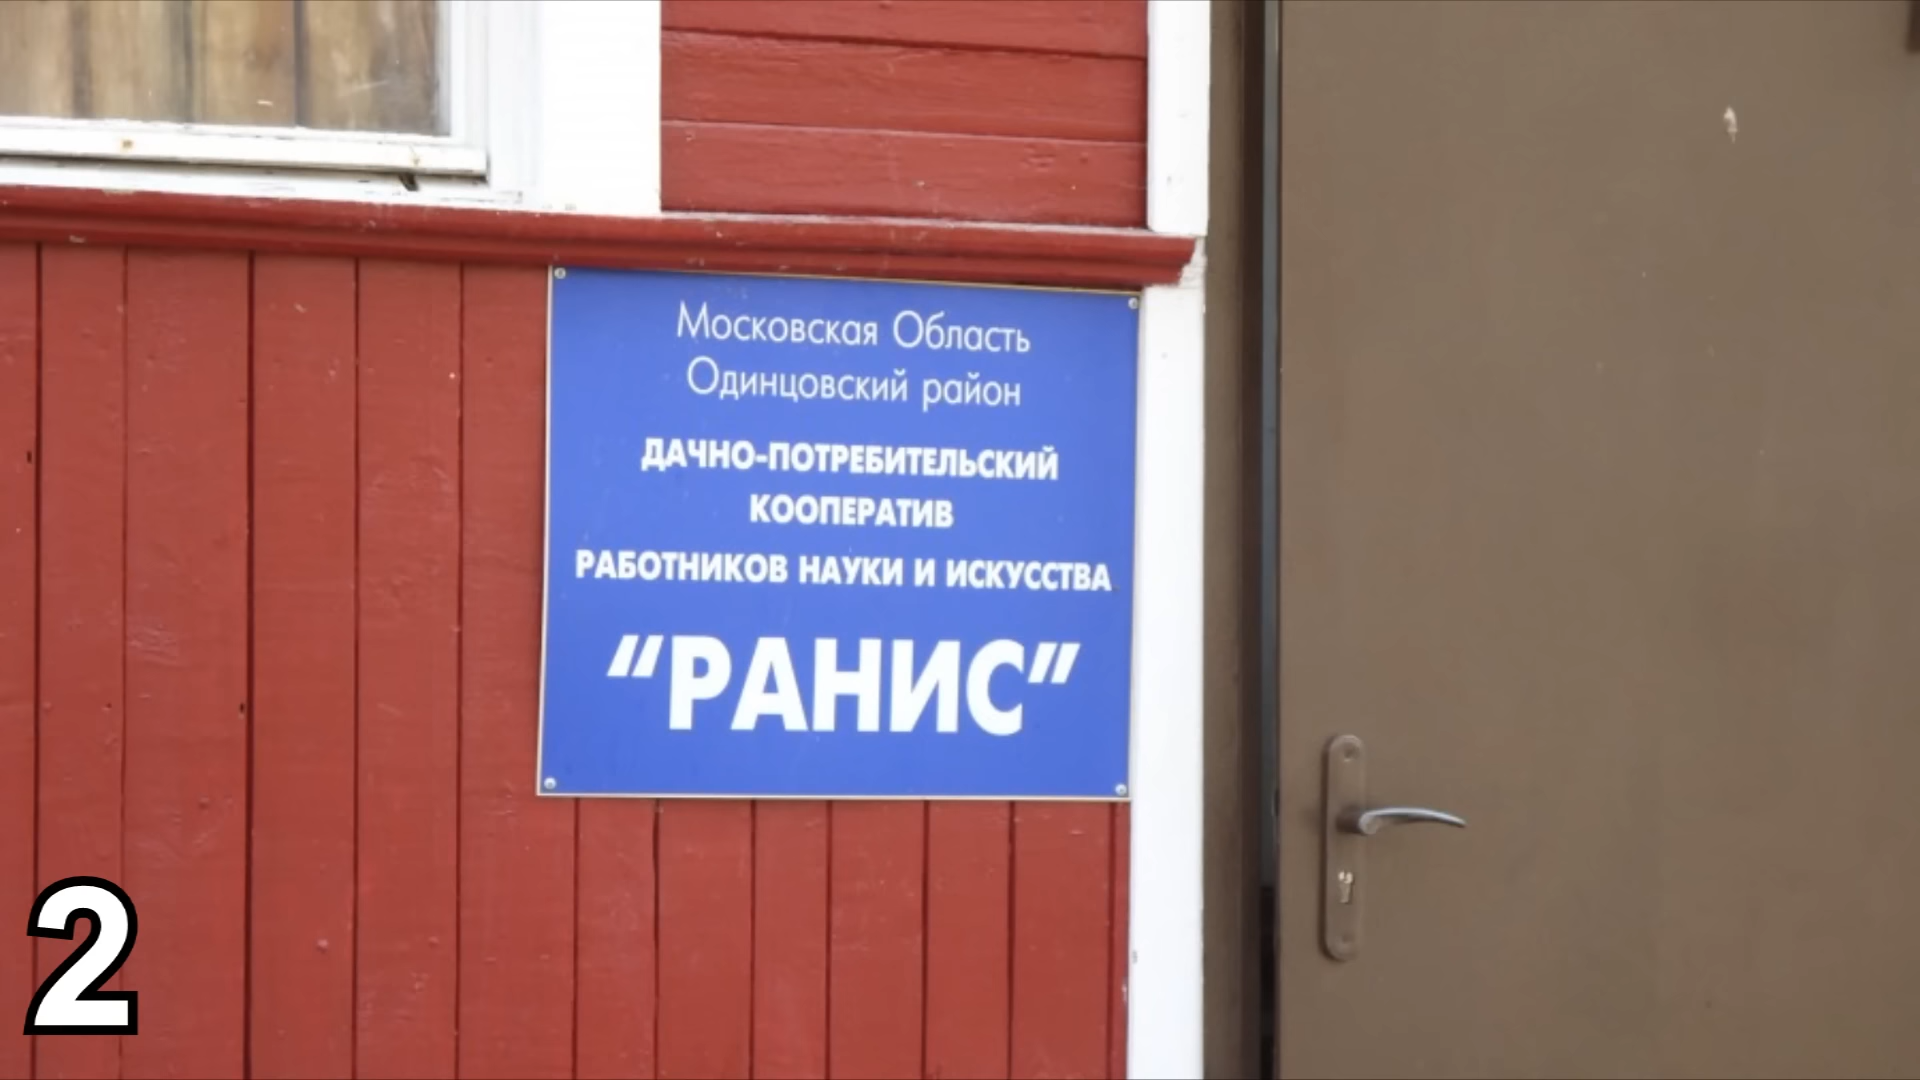 Московская Область
Одинцовский район
ДАЧНО-ПОТРЕБИТЕЛЬСКИЙ
КООПЕРАТИВ
РАБОТНИКОВ НАУКИ И ИСКУССТВА
“РАНИС”
2